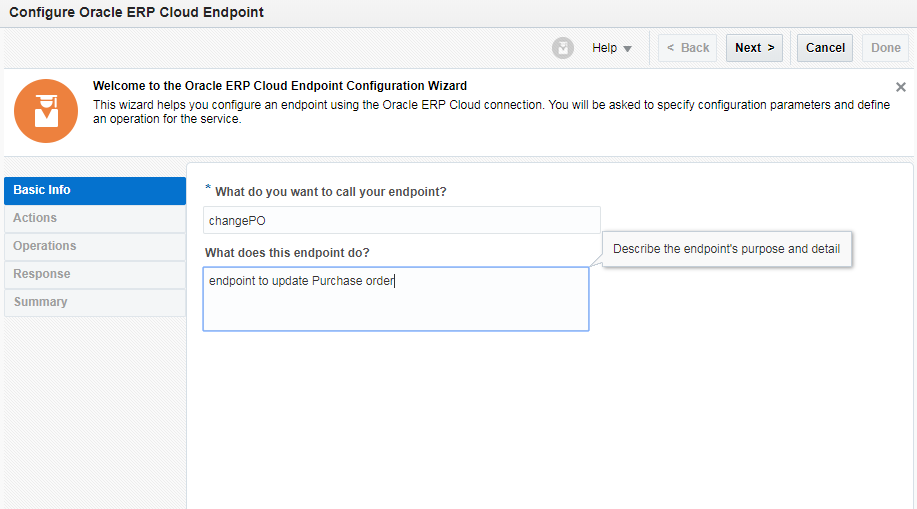 Configure Oracle ERP Cloud Endpoint
Help
< Back
Next >
Cancel
Done
Welcome to the Oracle ERP Cloud Endpoint Configuration Wizard
This wizard helps you configure an endpoint using the Oracle ERP Cloud connection. You will be asked to specify configuration parameters and define
an operation for the service.
Basic Info
Actions
Operations
Response
Summary
* What do you want to call your endpoint?
changePO
What does this endpoint do?
Describe the endpoint's purpose and detail
endpoint to update Purchase order